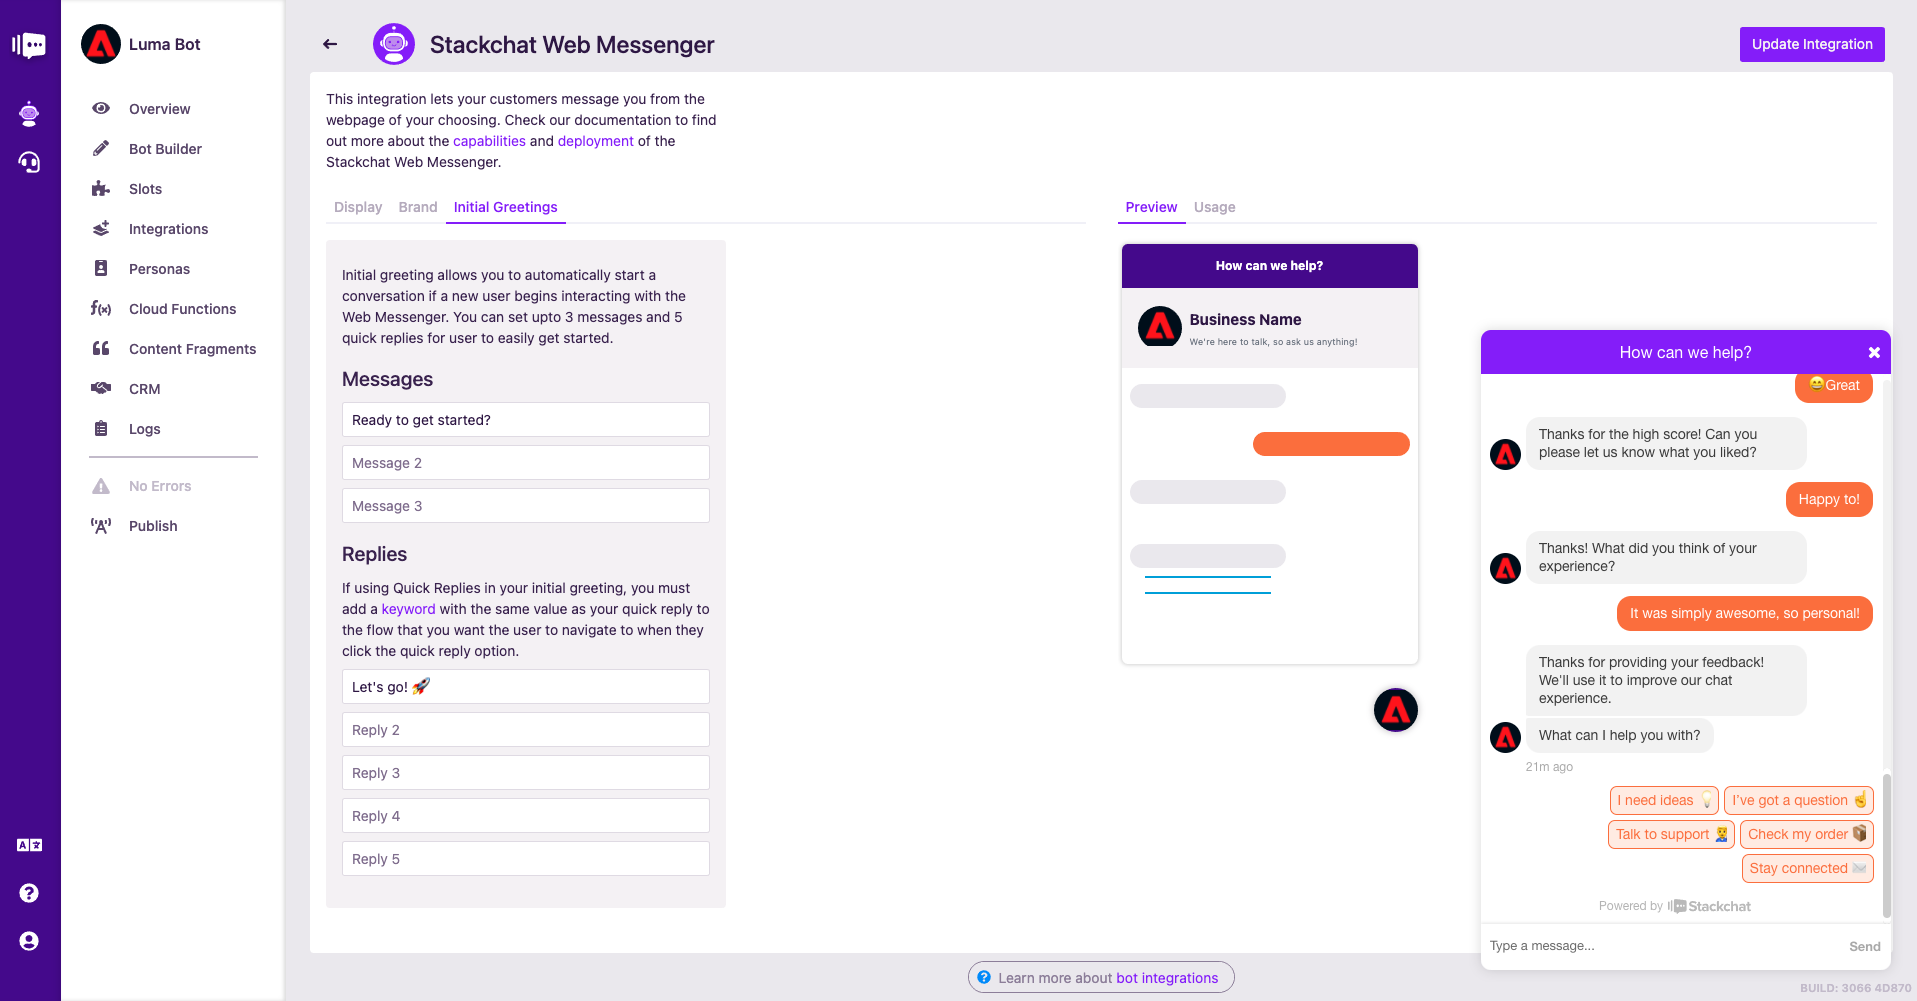 Luma Bot
Overview
Bot Builder
Slots
Integrations
Personas
f(x) Cloud Functions
Content Fragments
CRM
Logs
No Errors
Publish
Stackchat Web Messenger
Update Integration
This integration lets your customers message you from the
webpage of your choosing. Check our documentation to find
out more about the capabilities and deployment of the
Stackchat Web Messenger.
Display Brand Initial Greetings
Initial greeting allows you to automatically start a
conversation if a new user begins interacting with the
Web Messenger. You can set upto 3 messages and 5
quick replies for user to easily get started.
Messages
Ready to get started?
Message 2
Message 3
Replies
If using Quick Replies in your initial greeting, you must
add a keyword with the same value as your quick reply to
the flow that you want the user to navigate to when they
click the quick reply option.
Let's go! 🚀
Reply 2
Reply 3
Reply 4
Reply 5
Preview Usage
How can we help?
Business Name
We're here to talk, so ask us anything!
How can we help?
😄Great
Thanks for the high score! Can you
please let us know what you liked?
Happy to!
Thanks! What did you think of your
experience?
It was simply awesome, so personal!
Thanks for providing your feedback!
We'll use it to improve our chat
experience.
What can I help you with?
21m ago
I need ideas 💡 I've got a question ☝️
Talk to support 💁‍♂️ Check my order 📦
Stay connected ✉️
Powered by Stackchat
Type a message... Send
Learn more about bot integrations
BUILD: 3066 4D870